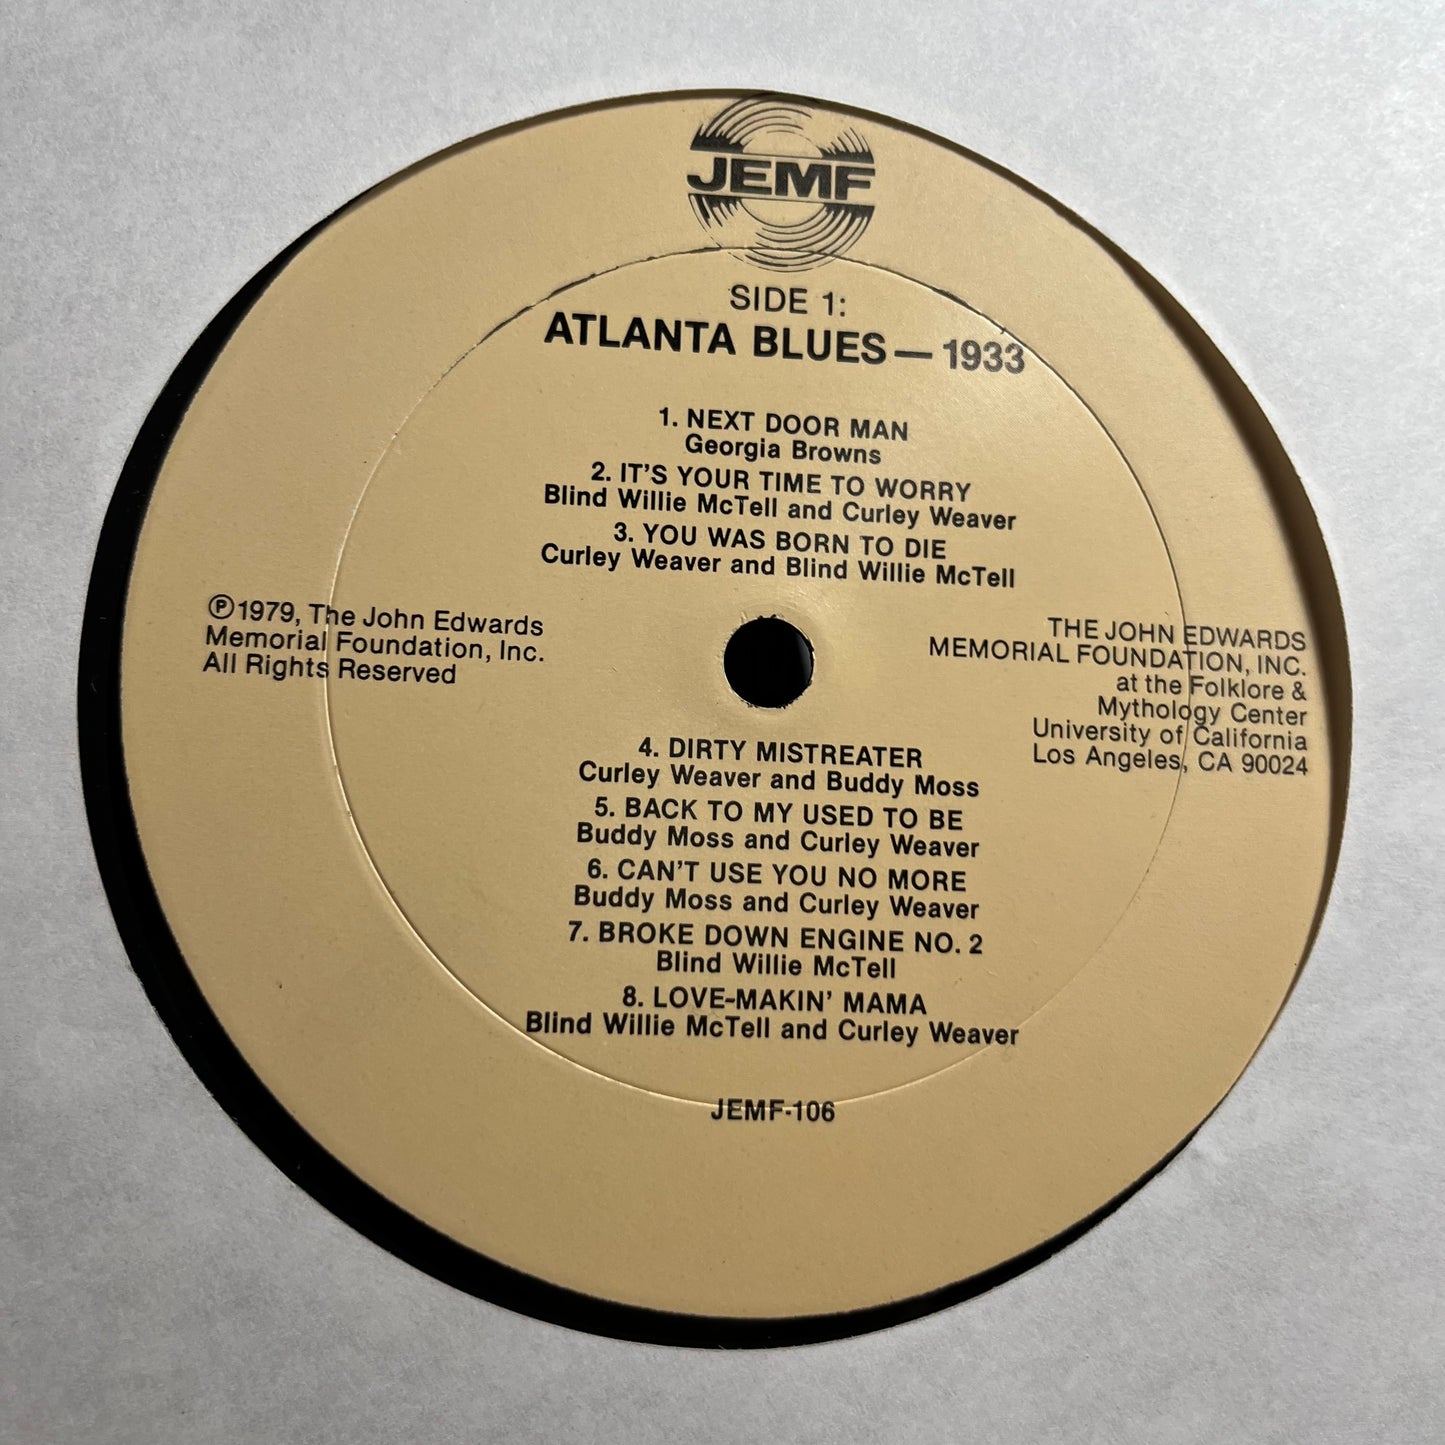 JEMF
SIDE 1:
ATLANTA BLUES — 1933
1. NEXT DOOR MAN
Georgia Browns
2. IT'S YOUR TIME TO WORRY
Blind Willie McTell and Curley Weaver
3. YOU WAS BORN TO DIE
Curley Weaver and Blind Willie McTell
Ⓟ1979, The John Edwards
Memorial Foundation, Inc.
All Rights Reserved
THE JOHN EDWARDS
MEMORIAL FOUNDATION, INC.
at the Folklore &
Mythology Center
University of California
Los Angeles, CA 90024
4. DIRTY MISTREATER
Curley Weaver and Buddy Moss
5. BACK TO MY USED TO BE
Buddy Moss and Curley Weaver
6. CAN'T USE YOU NO MORE
Buddy Moss and Curley Weaver
7. BROKE DOWN ENGINE NO. 2
Blind Willie McTell
8. LOVE-MAKIN' MAMA
Blind Willie McTell and Curley Weaver
JEMF-106